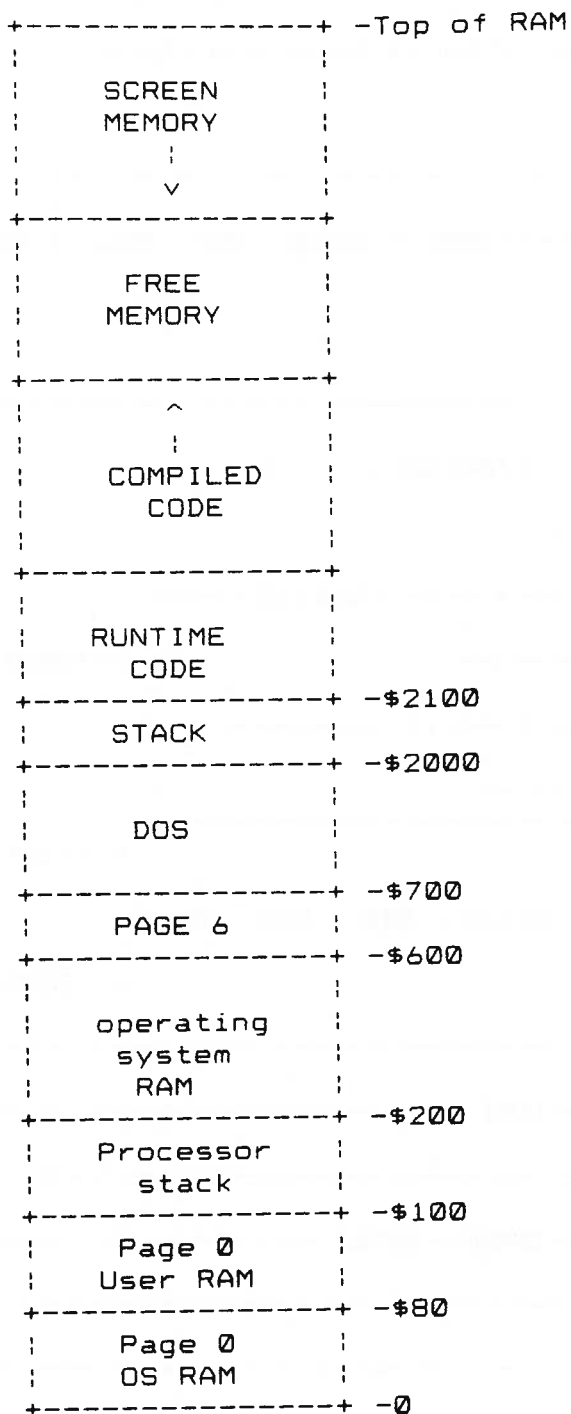 -Top of RAM
SCREEN
MEMORY
FREE
MEMORY
COMPILED
CODE
RUNTIME
CODE
-$2100
STACK
-$2000
DOS
-$700
PAGE 6
-$600
operating
system
RAM
-$200
Processor
stack
-$100
Page 0
User RAM
-$80
Page 0
OS RAM
-0